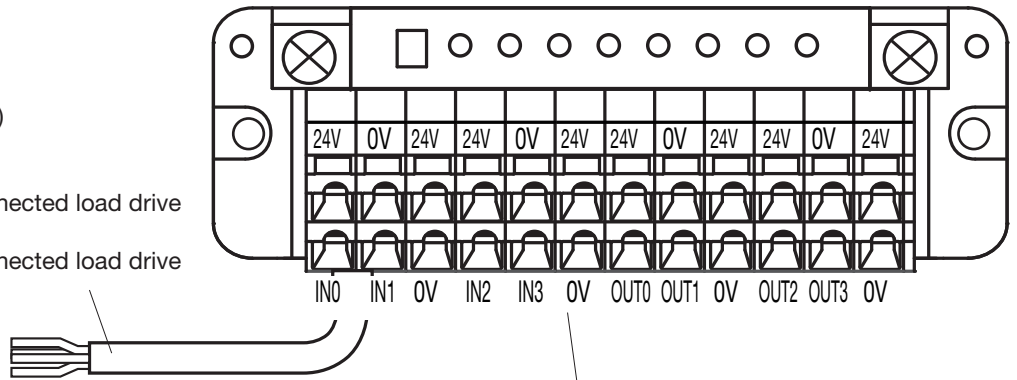 )
24V 0V 24V 24V 0V 24V 24V 0V 24V 24V 0V 24V
nected load drive
nected load drive
IN0 IN1 0V IN2 IN3 0V OUT0 OUT1 0V OUT2 OUT3 0V